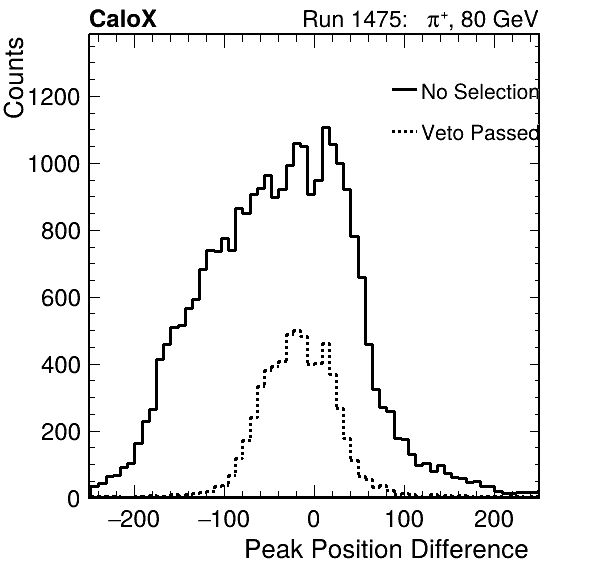 CaloX Run 1475: π+, 80 GeV
Counts
No Selection
Veto Passed
1200
1000
800
600
400
200
0
−200 −100 0 100 200
Peak Position Difference